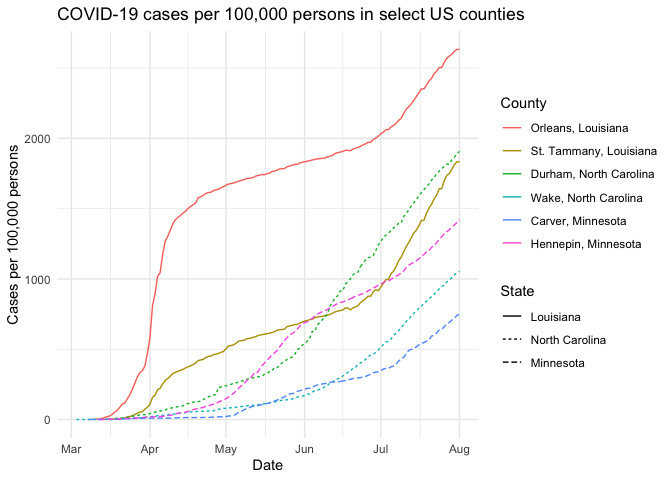 COVID-19 cases per 100,000 persons in select US counties
Cases per 100,000 persons
2000
1000
0
Mar
Apr
May
Jun
Jul
Aug
Date
County
Orleans, Louisiana
St. Tammany, Louisiana
Durham, North Carolina
Wake, North Carolina
Carver, Minnesota
Hennepin, Minnesota
State
Louisiana
North Carolina
Minnesota